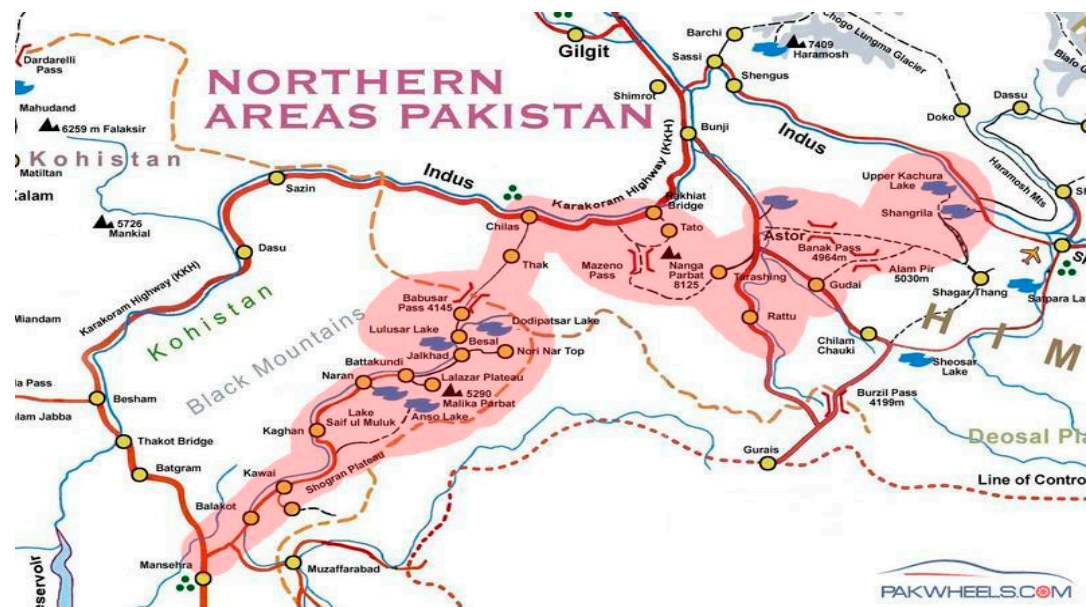 Dardarelli
Pass
Mahudand
6259 m Falaksir
Kohistan
Matiltan
5726
Mankial
NORTHERN
AREAS PAKISTAN
Gilgit
Shimrot
Barchi
Sassi
7409
Haramosh
Shengus
Chogo Lungma Glacier
Doko
Dassu
Haramosh Mts
Bunji
Indus
Indus
Sazin
Karakoram Highway (KKH)
Chilas
Rakhiat
Bridge
Tato
Thak
Mazeno
Pass
Nanga
Parbat
8125
Tarashing
Astor
Upper Kachura
Lake
Shangrila
Banak Pass
4964m
Alam Pir
5030m
Gudai
Rattu
Shagar Thang
Satpara
Dasu
Karakoram Highway (KKH)
Kohistan
Black Mountains
Miandam
Babusar
Pass 4145
Lulusar Lake
Dodipatsar Lake
Besal
Jalkhad
Nori Nar Top
Battakundi
Naran
Lalazar Plateau
5290
Malika Parbat
Anso Lake
Lake
Saif ul Muluk
Chilam
Chauki
Sheosar
Lake
H I M
Burzil Pass
4199m
Deosal
Gurais
Line of Contro
Pass
Besham
Jabba
Thakot Bridge
Batgram
Kaghan
Kawai
Shogran Plateau
Balakot
Mansehra
Muzaffarabad
PAKWHEELS.COM